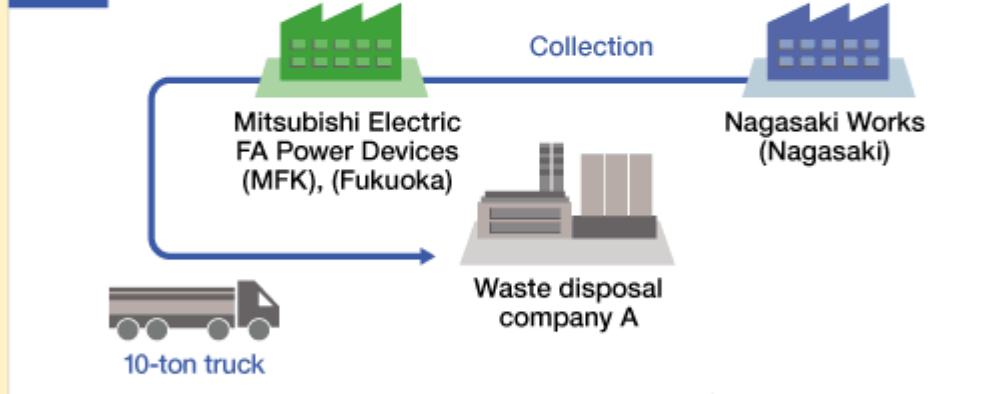 Collection
Mitsubishi Electric
FA Power Devices
(MFK), (Fukuoka)
Nagasaki Works
(Nagasaki)
Waste disposal
company A
10-ton truck